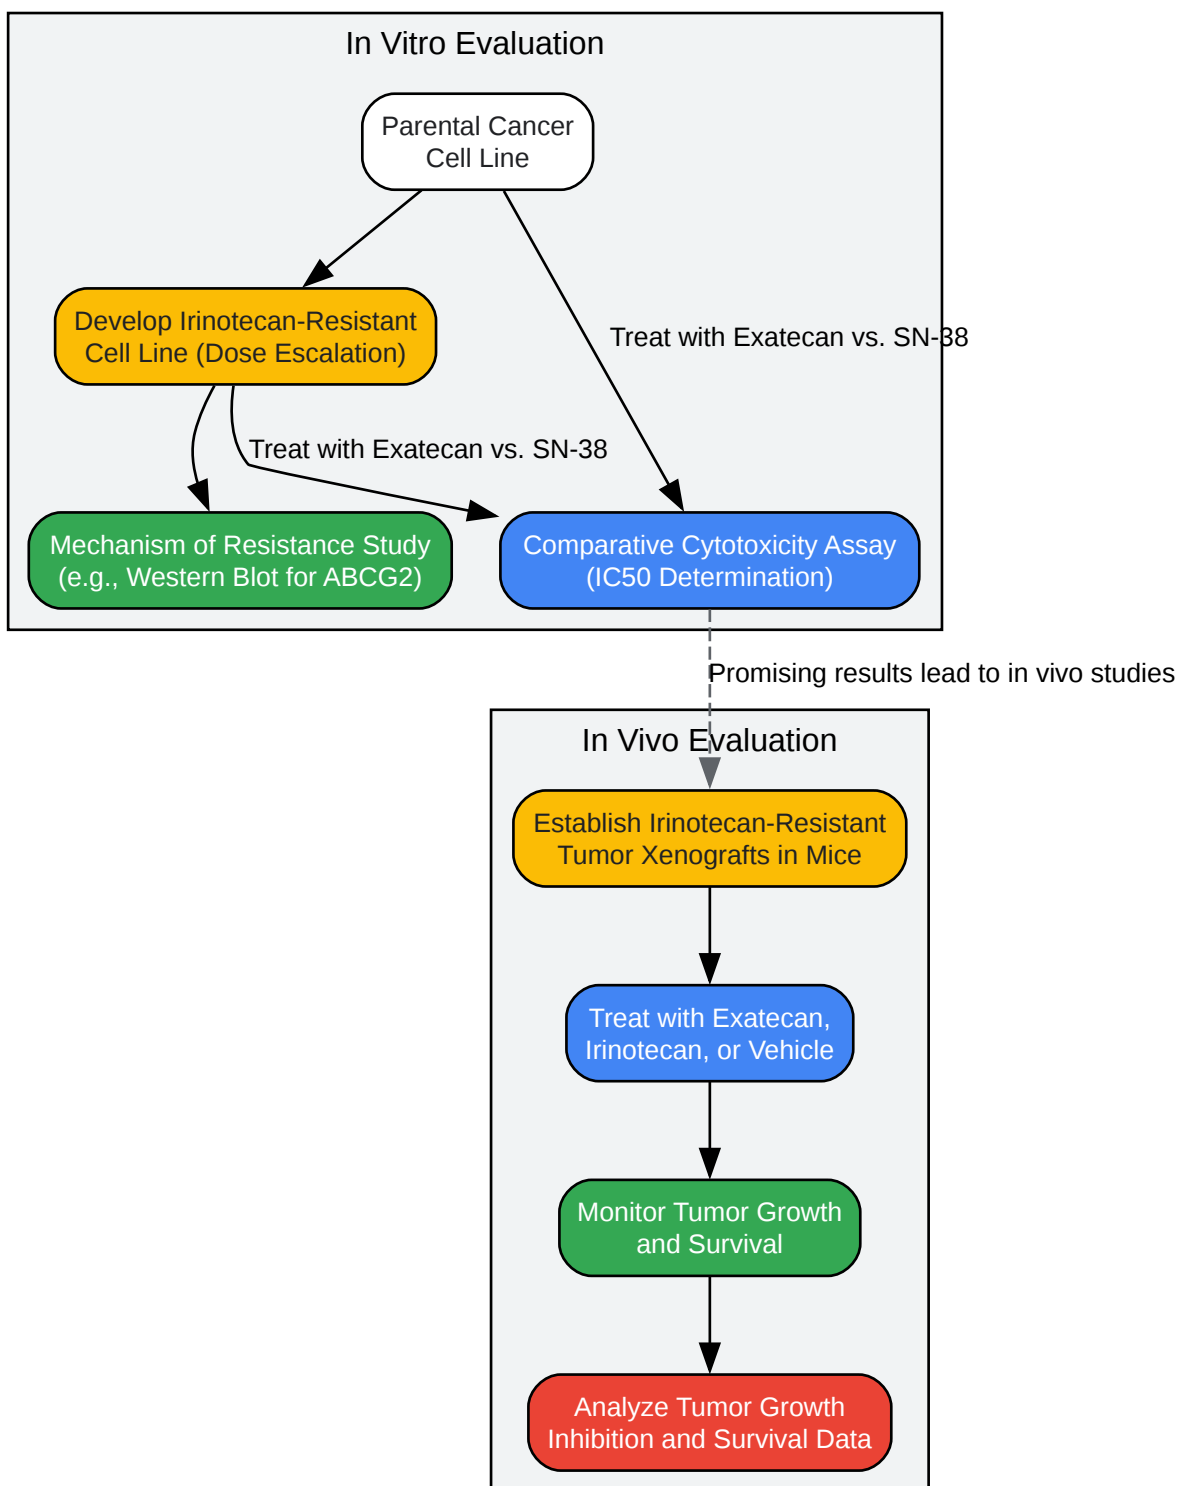 In Vitro Evaluation
Parental Cancer
Cell Line
Develop Irinotecan-Resistant
Cell Line (Dose Escalation)
Treat with Exatecan vs. SN-38
Treat with Exatecan vs. SN-38
Mechanism of Resistance Study
(e.g., Western Blot for ABCG2)
Comparative Cytotoxicity Assay
(IC50 Determination)
Promising results lead to in vivo studies
In Vivo Evaluation
Establish Irinotecan-Resistant
Tumor Xenografts in Mice
Treat with Exatecan,
Irinotecan, or Vehicle
Monitor Tumor Growth
and Survival
Analyze Tumor Growth
Inhibition and Survival Data